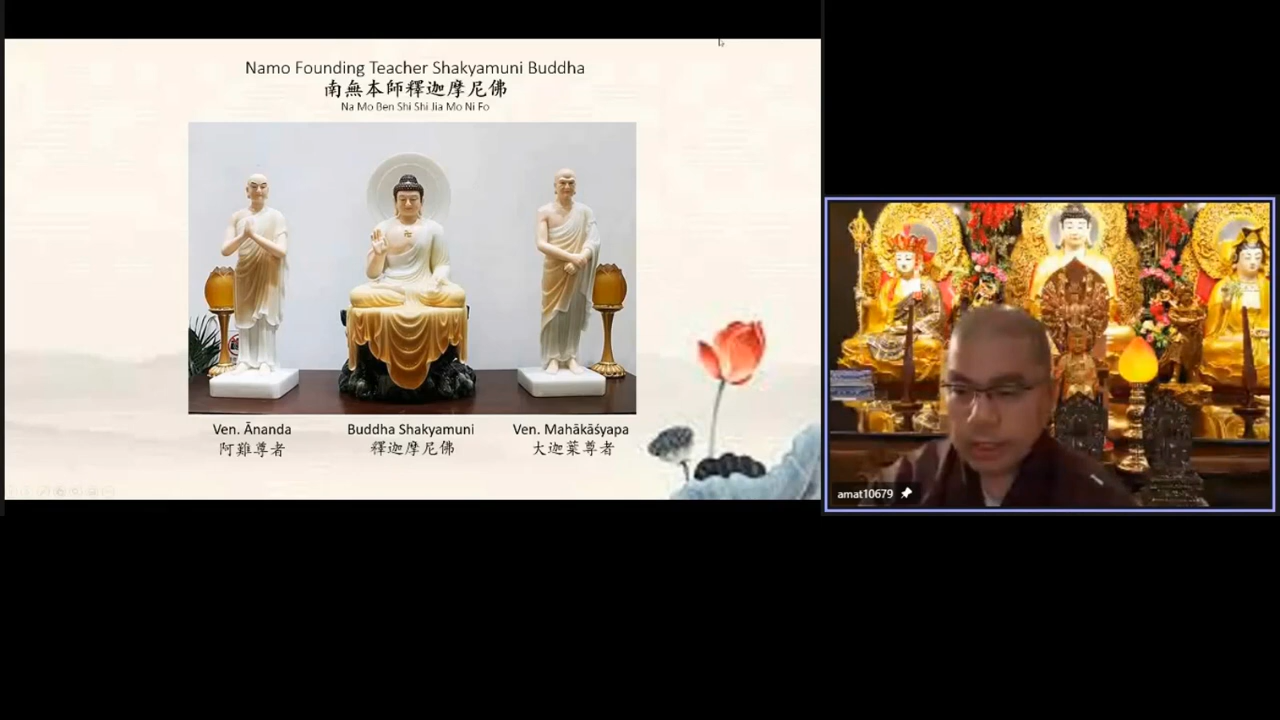 Namo Founding Teacher Shakyamuni Buddha
南無本師釋迦摩尼佛
Na Mo Ben Shi Shi Jia Mo Ni Fo
Ven. Ānanda
阿難尊者
Buddha Shakyamuni
釋迦摩尼佛
Ven. Mahākāśyapa
大迦葉尊者
amat10679